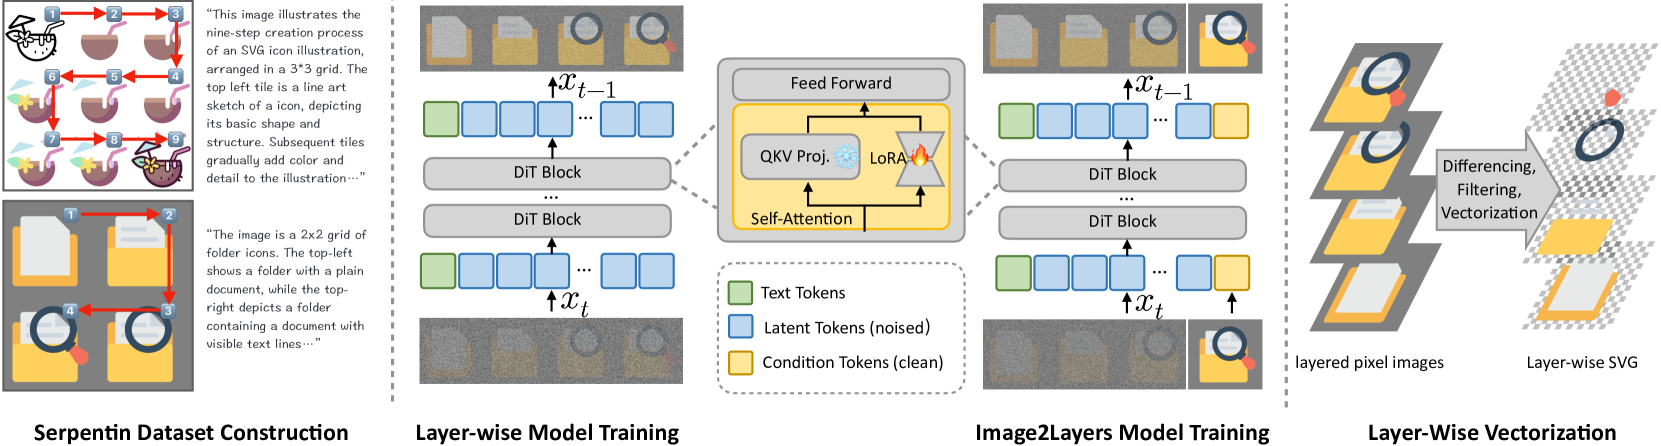 1 2 3
6 5 4
7 8 9
“This image illustrates the
nine-step creation process
of an SVG icon illustration,
arranged in a 3*3 grid. The
top left tile is a line art
sketch of a icon, depicting
its basic shape and
structure. Subsequent tiles
gradually add color and
detail to the illustration···”
1 2
4 3
“The image is a 2x2 grid of
folder icons. The top-left
shows a folder with a plain
document, while the top-
right depicts a folder
containing a document with
visible text lines···”
Serpentin Dataset Construction
x_{t−1}
...
DiT Block
...
DiT Block
...
x_t
Layer-wise Model Training
Feed Forward
QKV Proj.
LoRA
Self-Attention
Text Tokens
Latent Tokens (noised)
Condition Tokens (clean)
x_{t−1}
...
DiT Block
...
DiT Block
...
x_t
Image2Layers Model Training
Differencing,
Filtering,
Vectorization
layered pixel images
Layer-wise SVG
Layer-Wise Vectorization